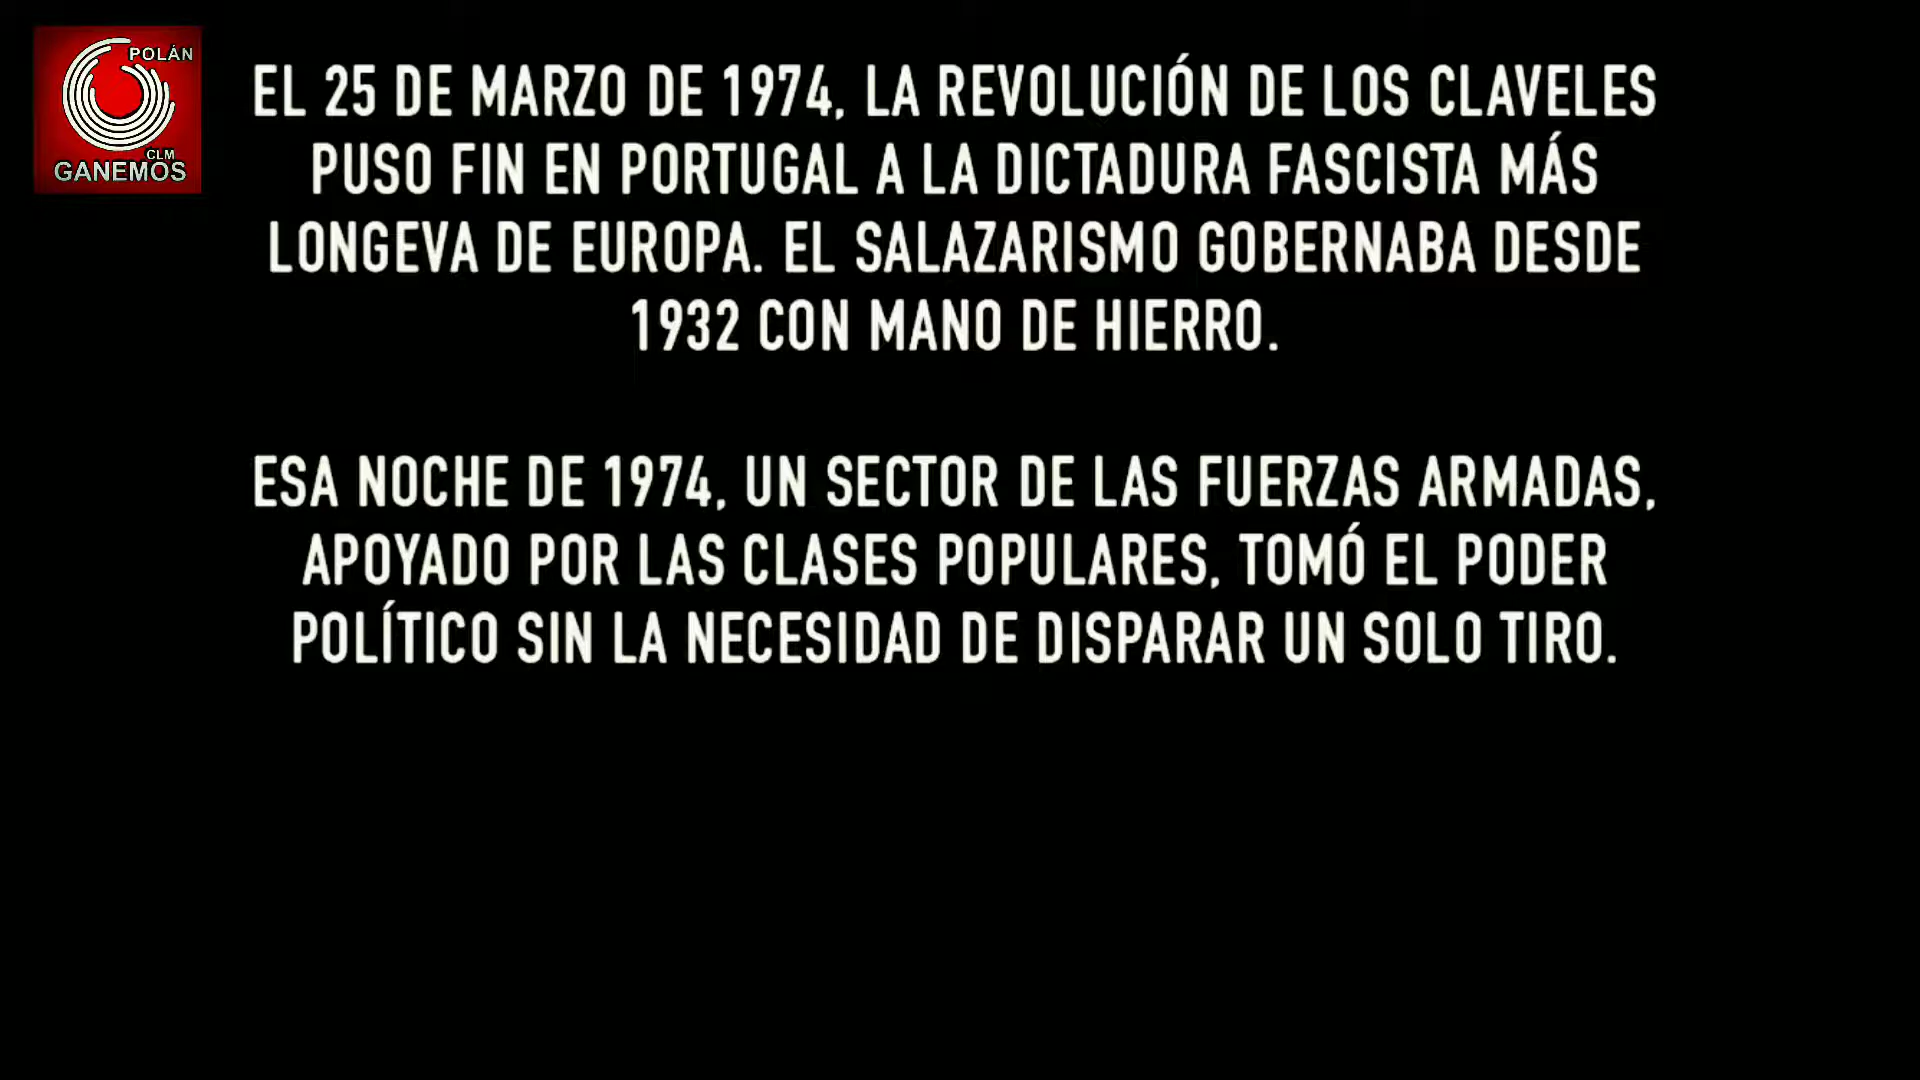 POLÁN
CLM
GANEMOS
EL 25 DE MARZO DE 1974, LA REVOLUCIÓN DE LOS CLAVELES
PUSO FIN EN PORTUGAL A LA DICTADURA FASCISTA MÁS
LONGEVA DE EUROPA. EL SALAZARISMO GOBERNABA DESDE
1932 CON MANO DE HIERRO.
ESA NOCHE DE 1974, UN SECTOR DE LAS FUERZAS ARMADAS,
APOYADO POR LAS CLASES POPULARES, TOMÓ EL PODER
POLÍTICO SIN LA NECESIDAD DE DISPARAR UN SOLO TIRO.